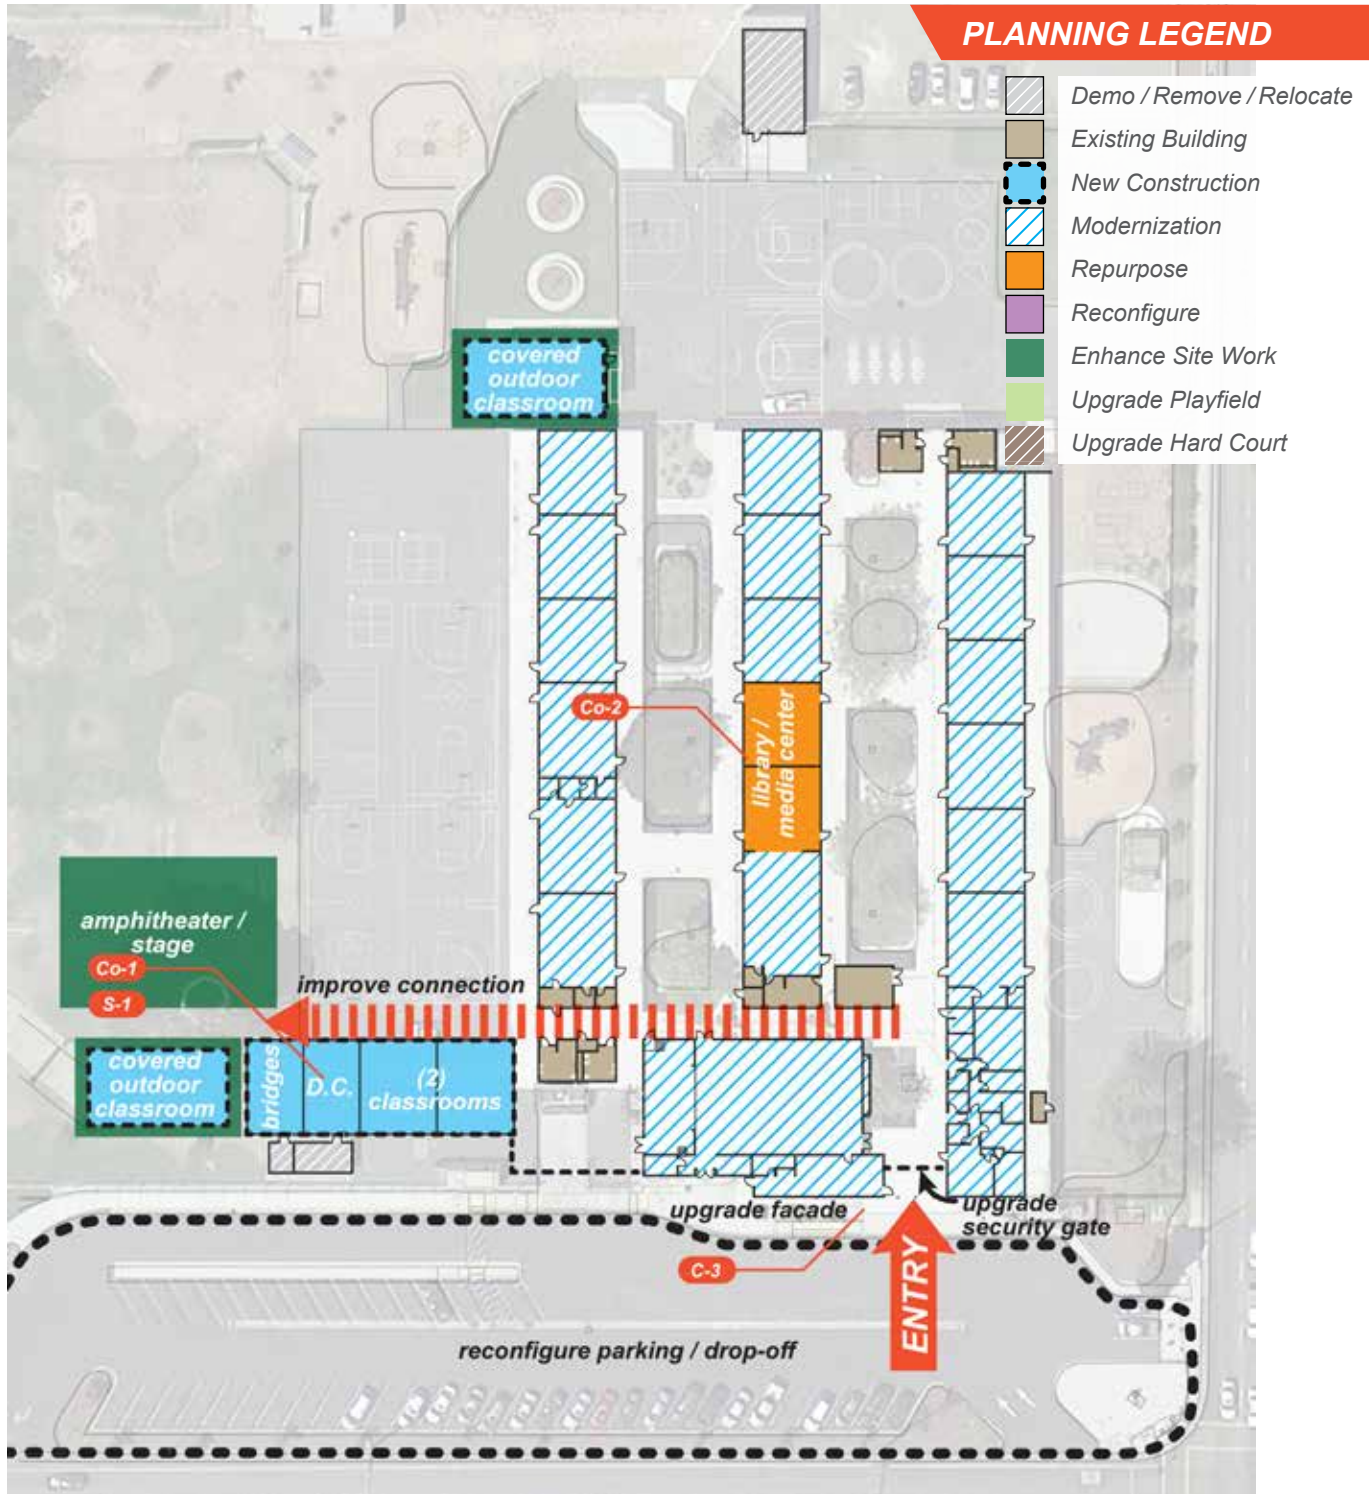 PLANNING LEGEND
Demo / Remove / Relocate
Existing Building
New Construction
Modernization
Repurpose
Reconfigure
Enhance Site Work
Upgrade Playfield
Upgrade Hard Court
covered
outdoor
classroom
Co-2
library /
media center
amphitheater /
stage
Co-1
S-1
improve connection
covered
outdoor
classroom
bridges
D.C.
(2)
classrooms
upgrade façade
upgrade
security gate
C-3
ENTRY
reconfigure parking / drop-off